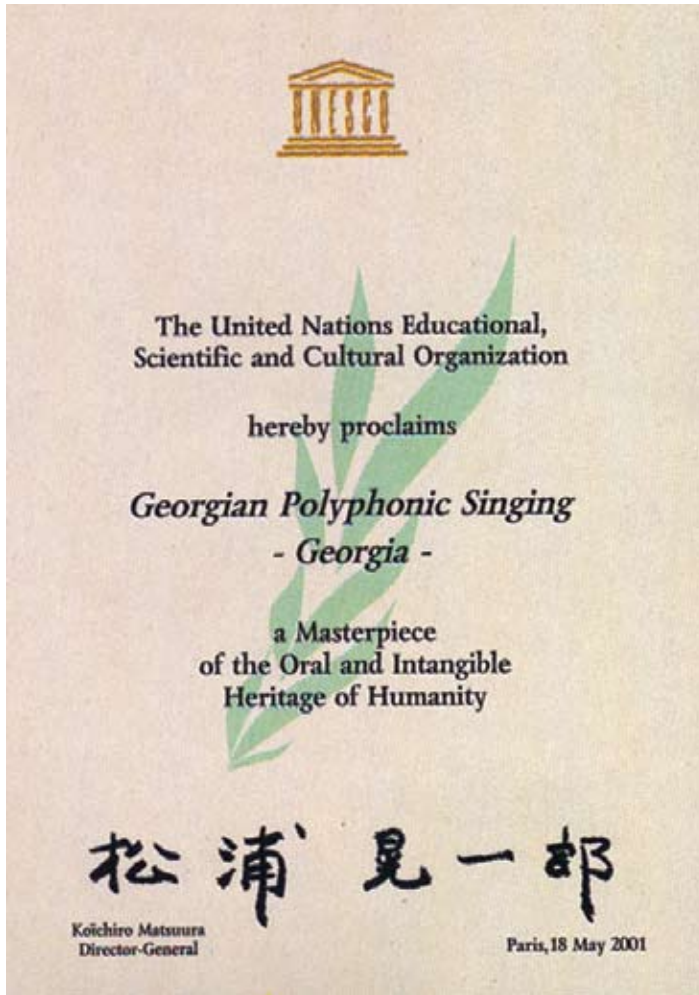 UNESCO
The United Nations Educational,
Scientific and Cultural Organization
hereby proclaims
Georgian Polyphonic Singing
- Georgia -
a Masterpiece
of the Oral and Intangible
Heritage of Humanity
松浦晃一郎
Koïchiro Matsuura
Director-General
Paris, 18 May 2001